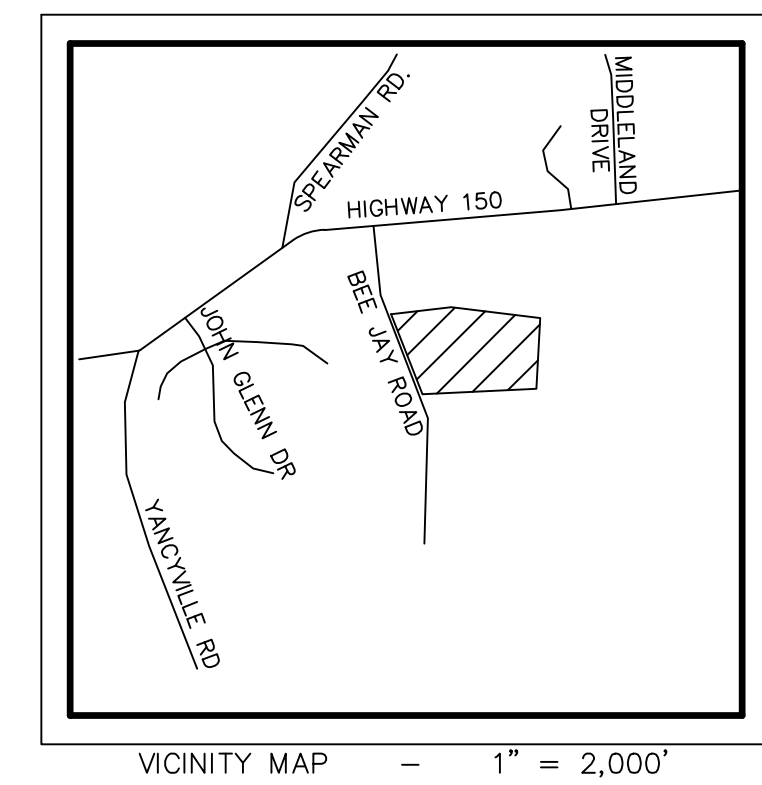 SPEARMAN RD.
MIDDLELAND
DRIVE
HIGHWAY 150
BEE JAY ROAD
JOHN GLENN DR
YANCYVILLE RD
VICINITY MAP - 1" = 2,000'